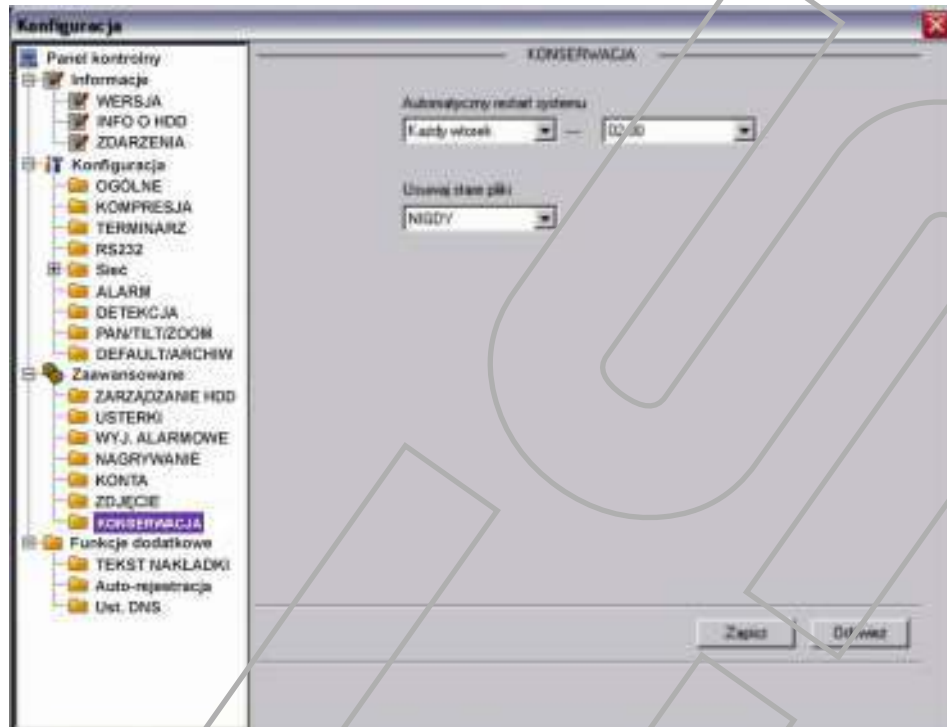 Konfiguracja
Panel kontrolny
Informacje
WERSJA
INFO O HDD
ZDARZENIA
Konfiguracja
OGÓLNE
KOMPRESJA
TERMINARZ
RS232
Sieć
ALARM
DETEKCJA
PAN/TILT/ZOOM
DEFAULT/ARCHIW
Zaawansowane
ZARZĄDZANIE HDD
USTERKI
WYJ. ALARMOWE
NAGRYWANIE
KONTA
ZDJĘCIE
KONSERWACJA
Funkcje dodatkowe
TEKST NAKŁADKI
Auto-rejestracja
Ust. DNS
KONSERWACJA
Automatyczny restart systemu
Każdy wtorek — 02:00
Usuwaj stare pliki
NIGDY
Zapisz Odśwież